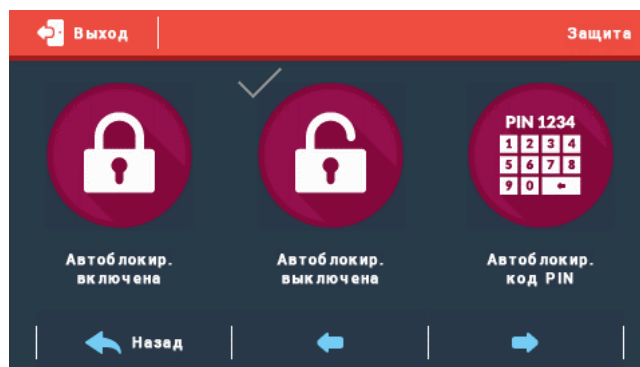 Выход
Защита
PIN 1234
1 2 3 4
5 6 7 8
9 0
Автоблокир.
включена
Автоблокир.
выключена
Автоблокир.
код PIN
Назад